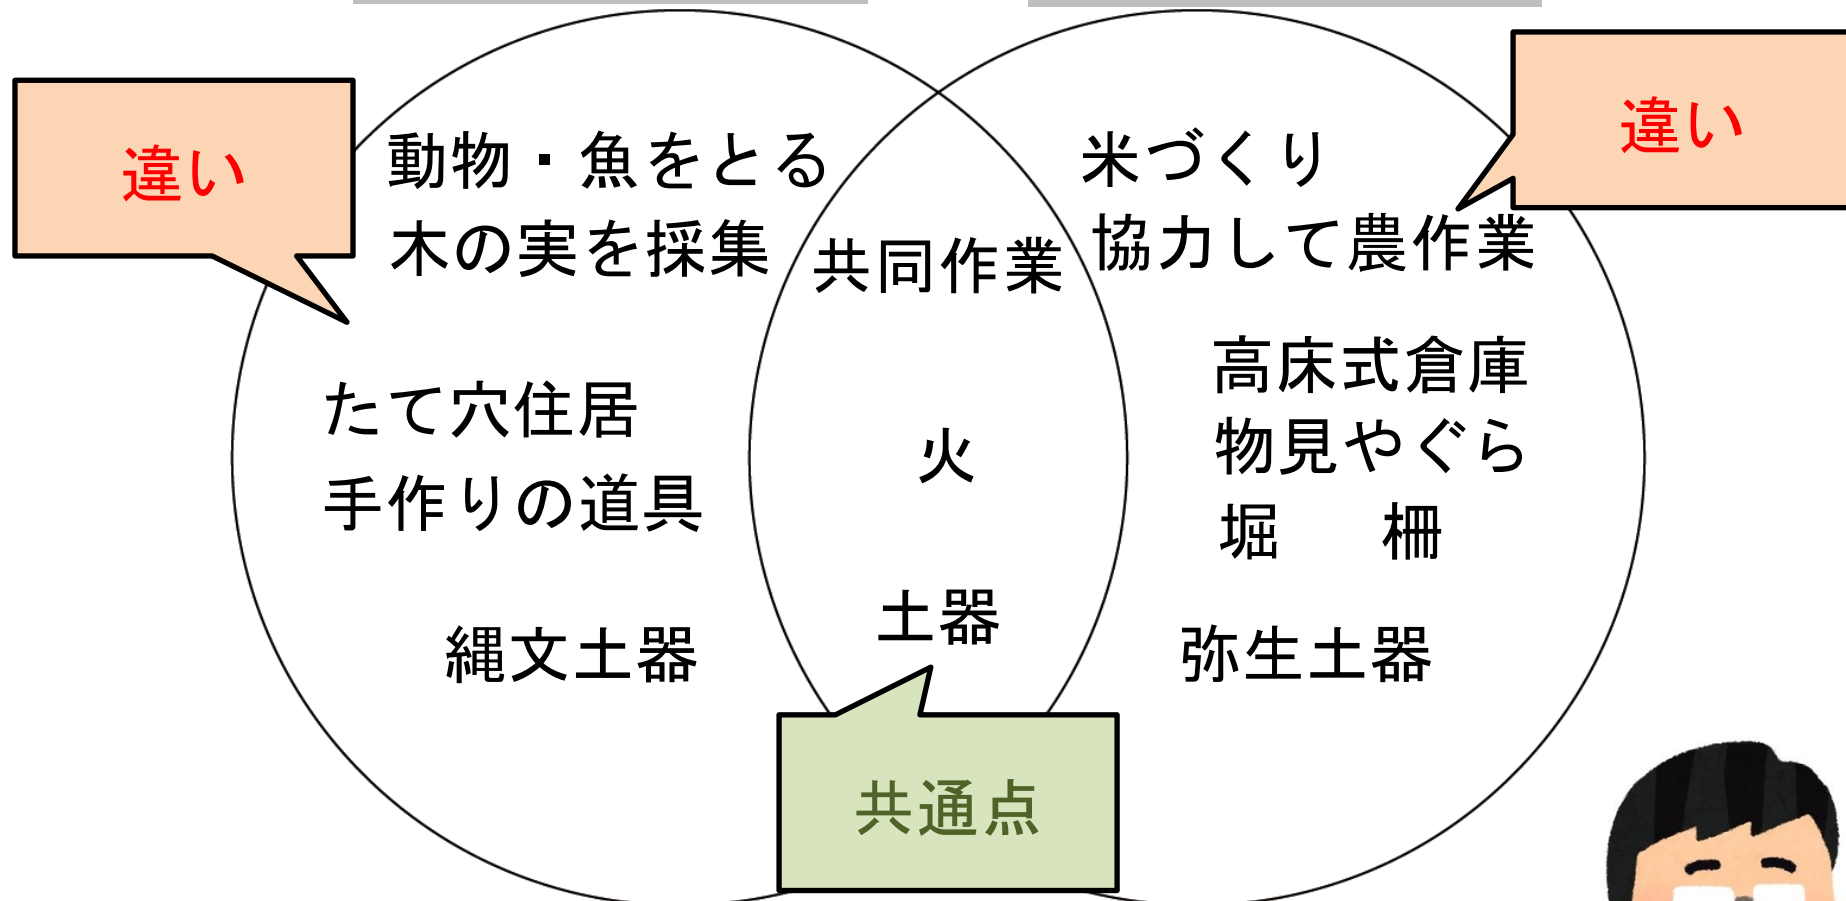 違い
動物・魚をとる
木の実を採集
たて穴住居
手作りの道具
縄文土器
共同作業
火
土器
共通点
違い
米づくり
協力して農作業
高床式倉庫
物見やぐら
堀　柵
弥生土器